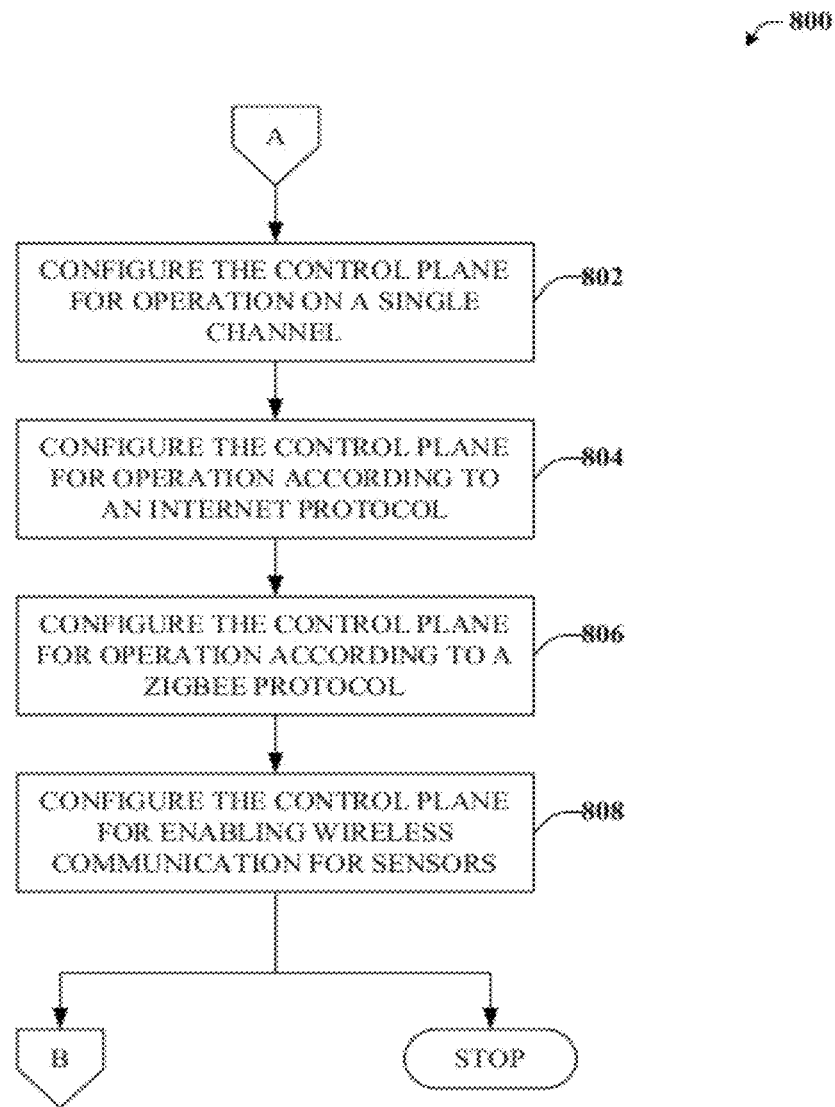 800
A
CONFIGURE THE CONTROL PLANE
FOR OPERATION ON A SINGLE
CHANNEL
802
CONFIGURE THE CONTROL PLANE
FOR OPERATION ACCORDING TO
AN INTERNET PROTOCOL
804
CONFIGURE THE CONTROL PLANE
FOR OPERATION ACCORDING TO A
ZIGBEE PROTOCOL
806
CONFIGURE THE CONTROL PLANE
FOR ENABLING WIRELESS
COMMUNICATION FOR SENSORS
808
B
STOP